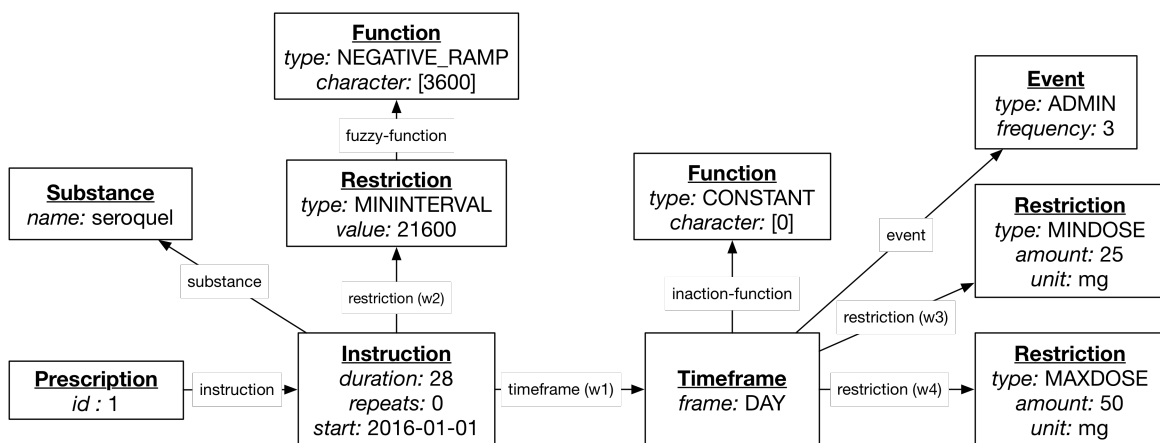 Function
type: NEGATIVE_RAMP
character: [3600]
fuzzy-function
Restriction
type: MININTERVAL
value: 21600
Substance
name: seroquel
substance
restriction (w2)
Prescription
id : 1
instruction
Instruction
duration: 28
repeats: 0
start: 2016-01-01
timeframe (w1)
Function
type: CONSTANT
character: [0]
inaction-function
Timeframe
frame: DAY
event
Event
type: ADMIN
frequency: 3
restriction (w3)
Restriction
type: MINDOSE
amount: 25
unit: mg
restriction (w4)
Restriction
type: MAXDOSE
amount: 50
unit: mg